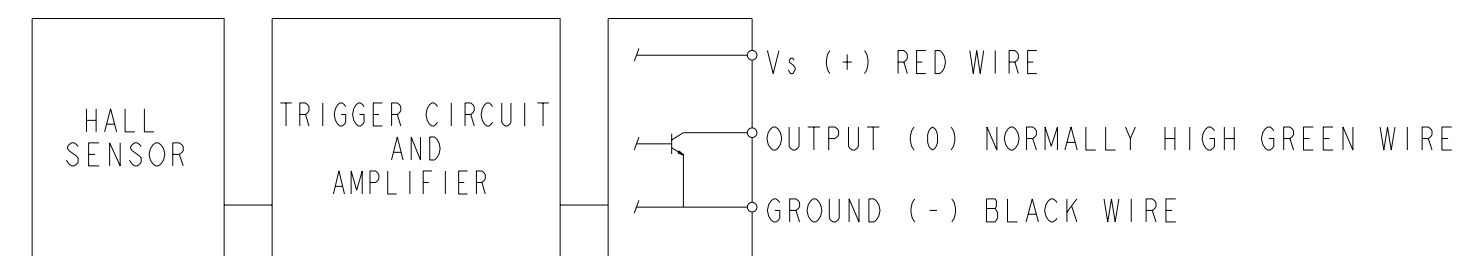 HALL
SENSOR
TRIGGER CIRCUIT
AND
AMPLIFIER
Vs (+) RED WIRE
OUTPUT (O) NORMALLY HIGH GREEN WIRE
GROUND (-) BLACK WIRE